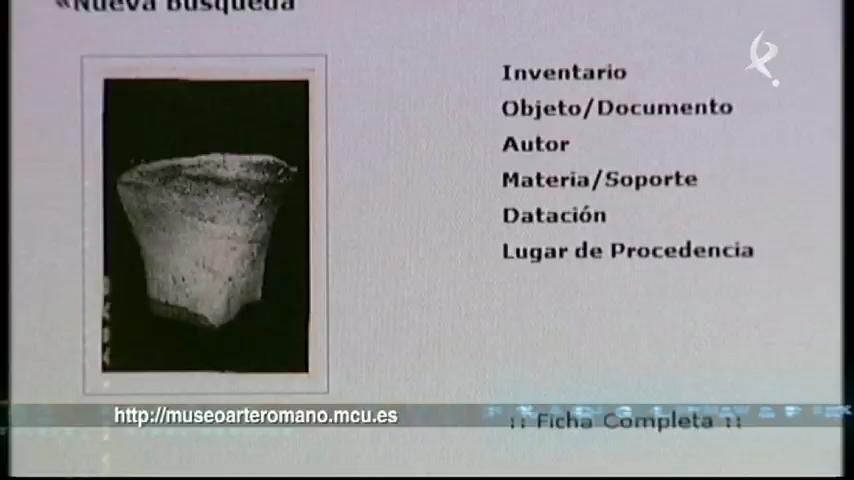 «Nueva Búsqueda
Inventario
Objeto/Documento
Autor
Materia/Soporte
Datación
Lugar de Procedencia
http://museoarteromano.mcu.es
:: Ficha Completa ::